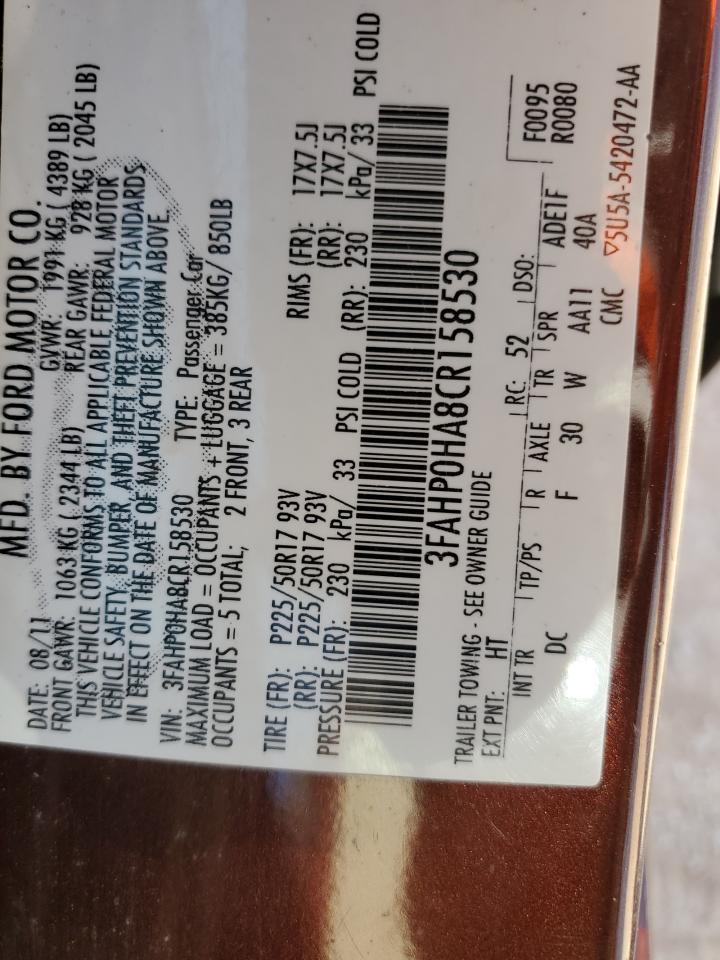 MFD. BY FORD MOTOR CO.
DATE: 08/11 GVWR: 1991 KG ( 4389 LB)
FRONT GAWR: 1063 KG ( 2344 LB) REAR GAWR: 928 KG ( 2045 LB)
THIS VEHICLE CONFORMS TO ALL APPLICABLE FEDERAL MOTOR
VEHICLE SAFETY, BUMPER, AND THEFT PREVENTION STANDARDS
IN EFFECT ON THE DATE OF MANUFACTURE SHOWN ABOVE.
VIN: 3FAHP0HA8CR158530 TYPE: Passenger Car
MAXIMUM LOAD = OCCUPANTS + LUGGAGE = 385KG/ 850LB
OCCUPANTS = 5 TOTAL; 2 FRONT, 3 REAR
TIRE (FR): P225/50R17 93V RIMS (FR): 17X7.5J
(RR): P225/50R17 93V (RR): 17X7.5J
PRESSURE (FR): 230 kPa/ 33 PSI COLD (RR): 230 kPa/ 33 PSI COLD
3FAHP0HA8CR158530
TRAILER TOWING - SEE OWNER GUIDE
EXT PNT: HT RC: 52 DSO: F0095
R0080
INT TR TP/PS R AXLE TR SPR ADE1F
DC F 30 W AA11 40A
CMC ▽5U5A-5420472-AA